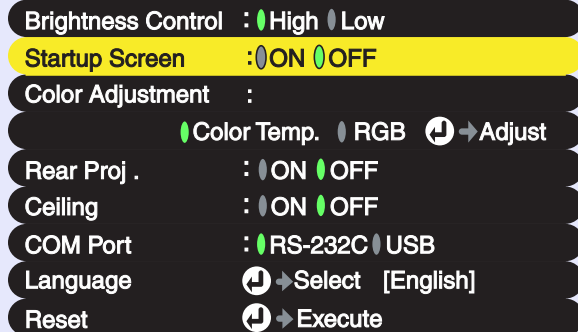 Brightness Control : High Low
Startup Screen : ON OFF
Color Adjustment :
Color Temp. RGB Adjust
Rear Proj . : ON OFF
Ceiling : ON OFF
COM Port : RS-232C USB
Language Select [English]
Reset Execute